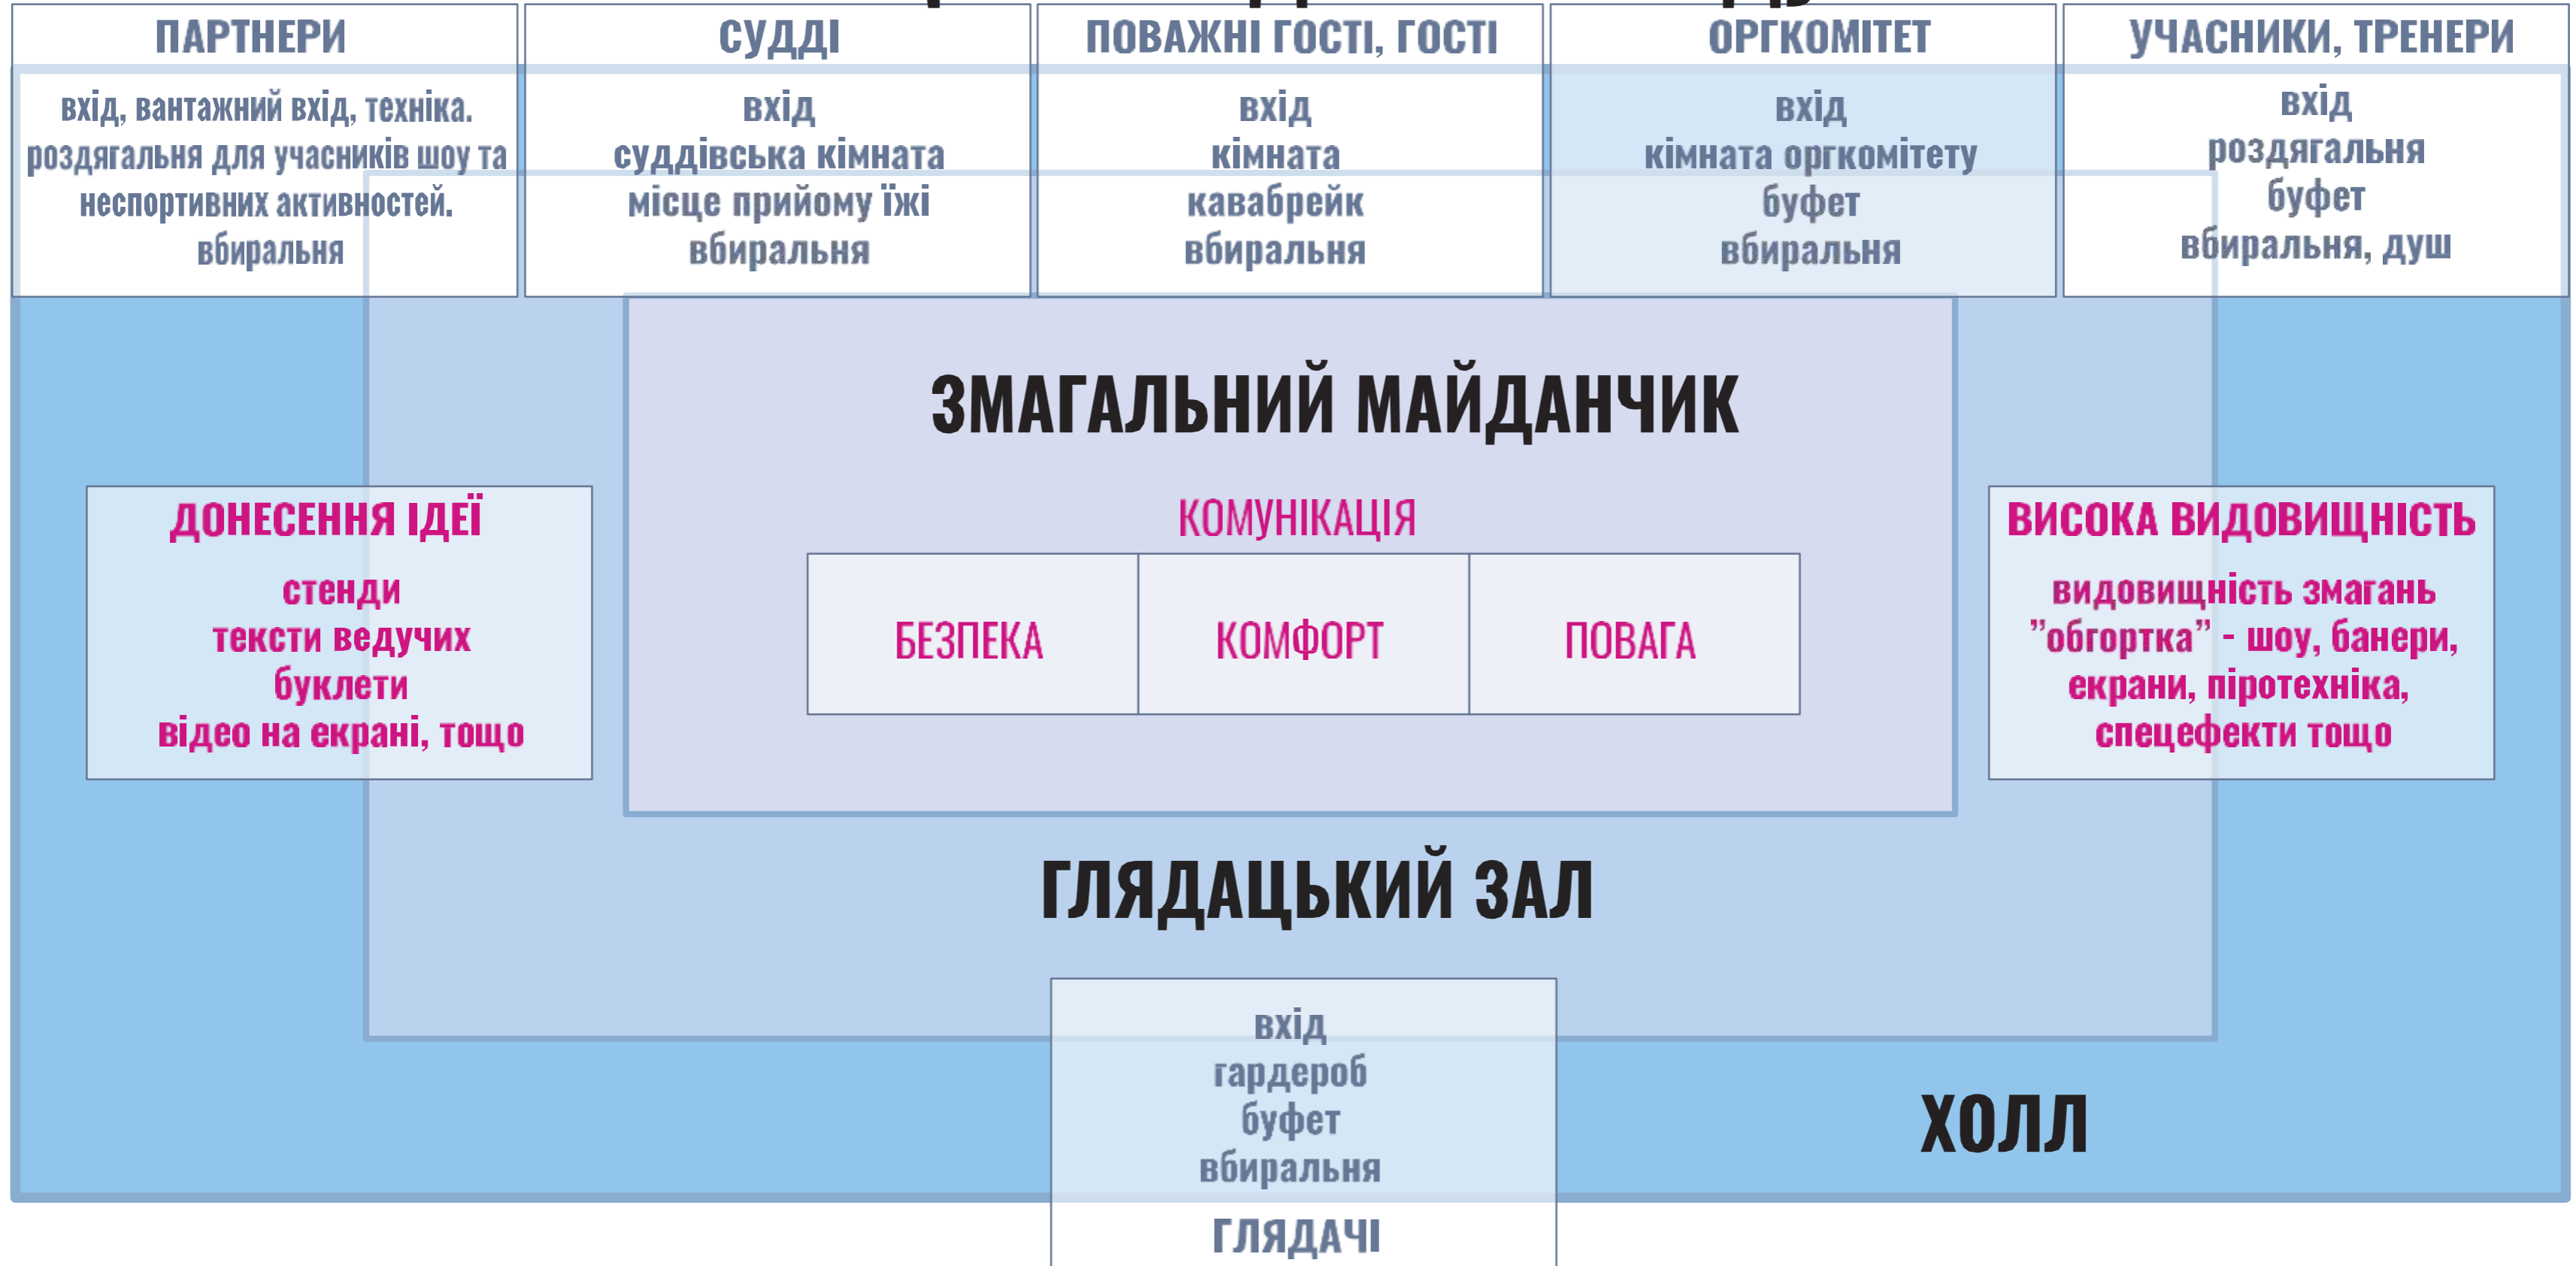 ПАРТНЕРИ
вхід, вантажний вхід, техніка.
роздягальня для учасників шоу та
неспортивних активностей.
вбиральня
СУДДІ
вхід
суддівська кімната
місце прийому їжі
вбиральня
ПОВАЖНІ ГОСТІ, ГОСТІ
вхід
кімната
кавабрейк
вбиральня
ОРГКОМІТЕТ
вхід
кімната оргкомітету
буфет
вбиральня
УЧАСНИКИ, ТРЕНЕРИ
вхід
роздягальня
буфет
вбиральня, душ
ЗМАГАЛЬНИЙ МАЙДАНЧИК
ДОНЕСЕННЯ ІДЕЇ
стенди
тексти ведучих
буклети
відео на екрані, тощо
КОМУНІКАЦІЯ
БЕЗПЕКА
КОМФОРТ
ПОВАГА
ВИСОКА ВИДОВИЩНІСТЬ
видовищність змагань
”обгортка” - шоу, банери,
екрани, піротехніка,
спецефекти тощо
ГЛЯДАЦЬКИЙ ЗАЛ
вхід
гардероб
буфет
вбиральня
ГЛЯДАЧІ
ХОЛЛ